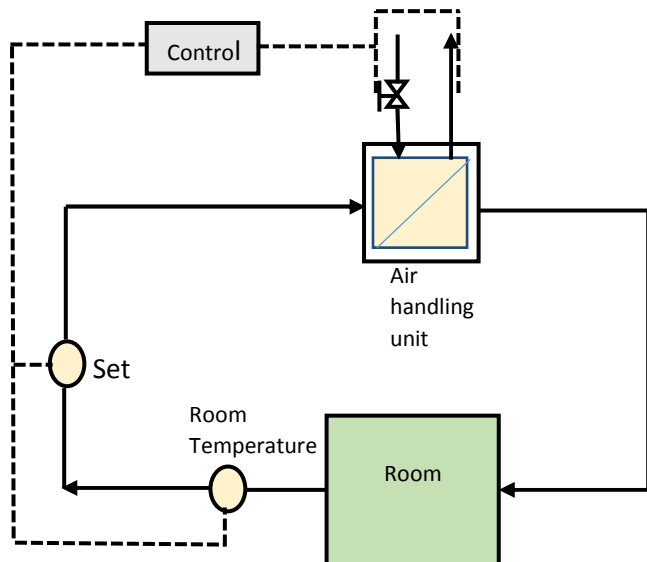 Control
Air
handling
unit
Set
Room
Temperature
Room